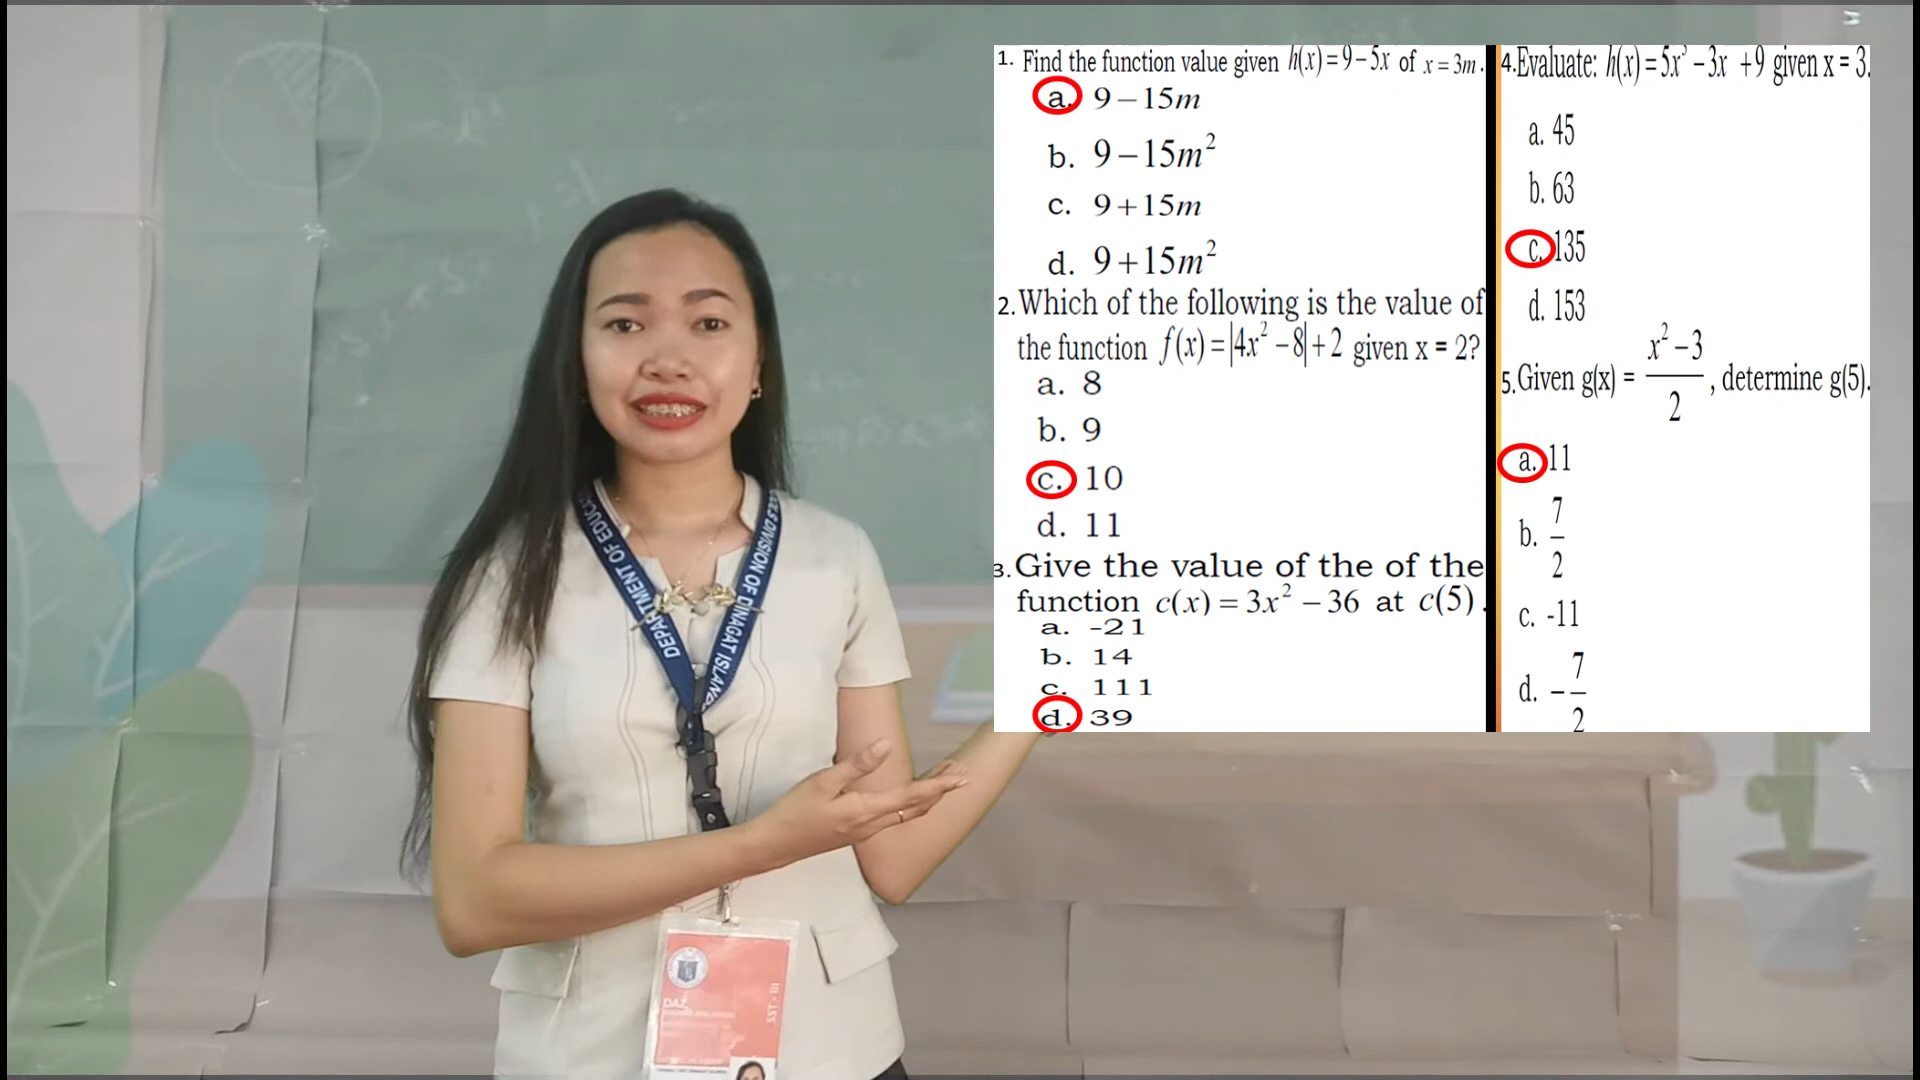 1. Find the function value given h(x)=9–5x of x=3m.
a. 9–15m
b. 9–15m²
c. 9+15m
d. 9+15m²
2. Which of the following is the value of
the function f(x)=|4x²–8|+2 given x = 2?
a. 8
b. 9
c. 10
d. 11
3. Give the value of the of the
function c(x)=3x²–36 at c(5).
a. -21
b. 14
c. 111
d. 39
4. Evaluate: h(x)=5x³–3x+9 given x = 3.
a. 45
b. 63
c. 135
d. 153
5. Given g(x) = (x²–3)/2, determine g(5).
a. 11
b. 7/2
c. -11
d. –7/2
DEPARTMENT OF EDUC
DIVISION OF DINAGAT ISLANDS
SST - III